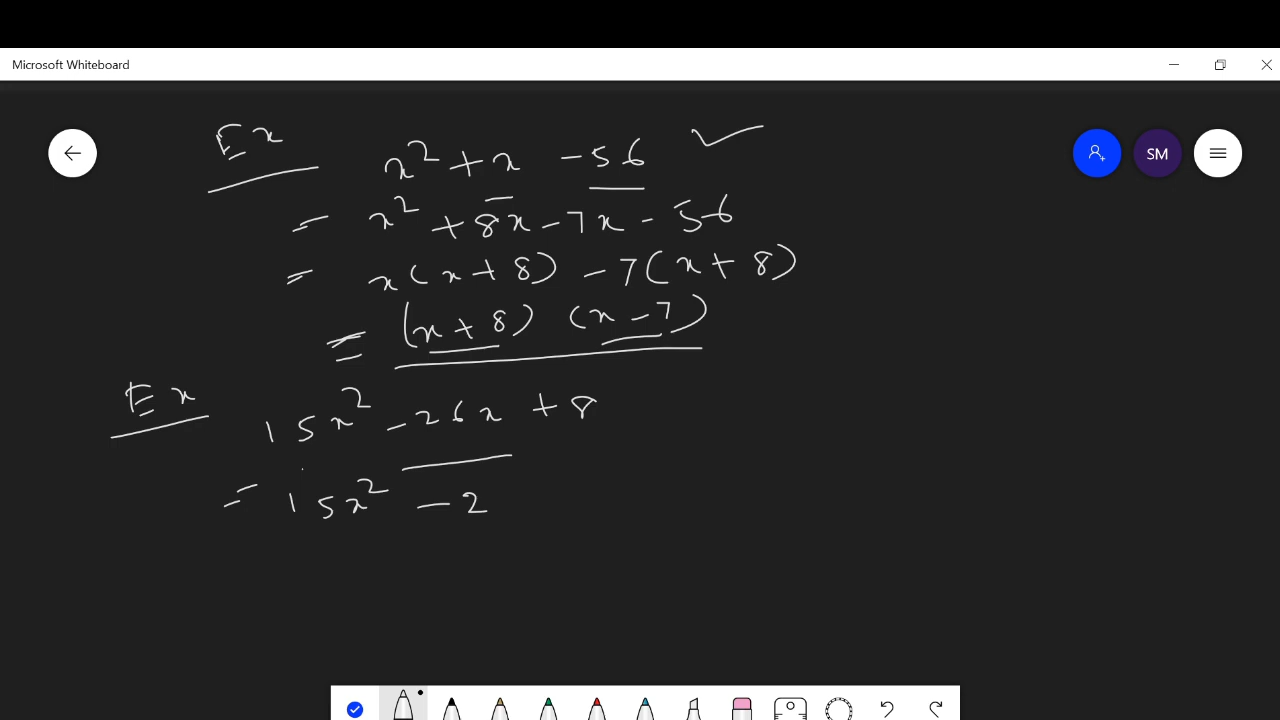 Microsoft Whiteboard
SM
Ex
x² + x - 56
= x² + 8x - 7x - 56
= x(x + 8) - 7(x + 8)
= (x + 8) (x - 7)
Ex
15x² - 26x + 8
= 15x² - 2